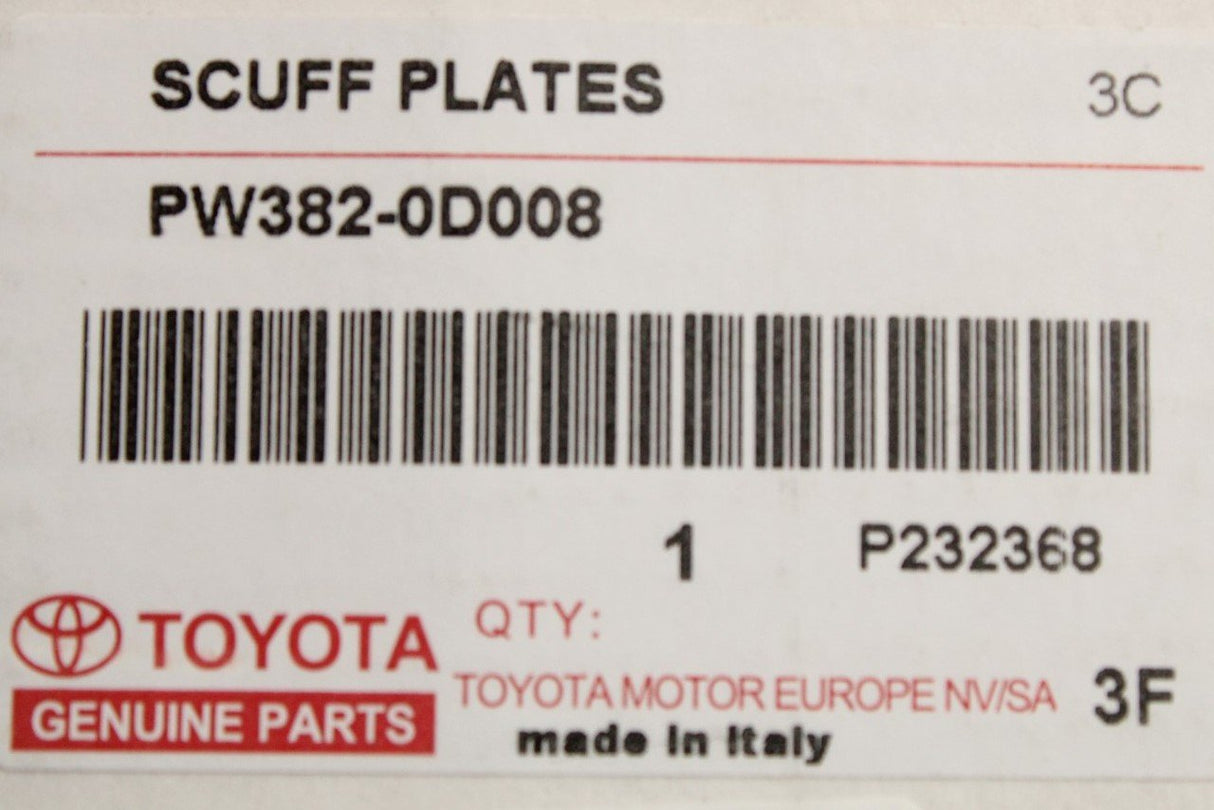 SCUFF PLATES 3C
PW382-0D008
1 P232368
QTY:
TOYOTA
TOYOTA MOTOR EUROPE NV/SA 3F
GENUINE PARTS
made in Italy